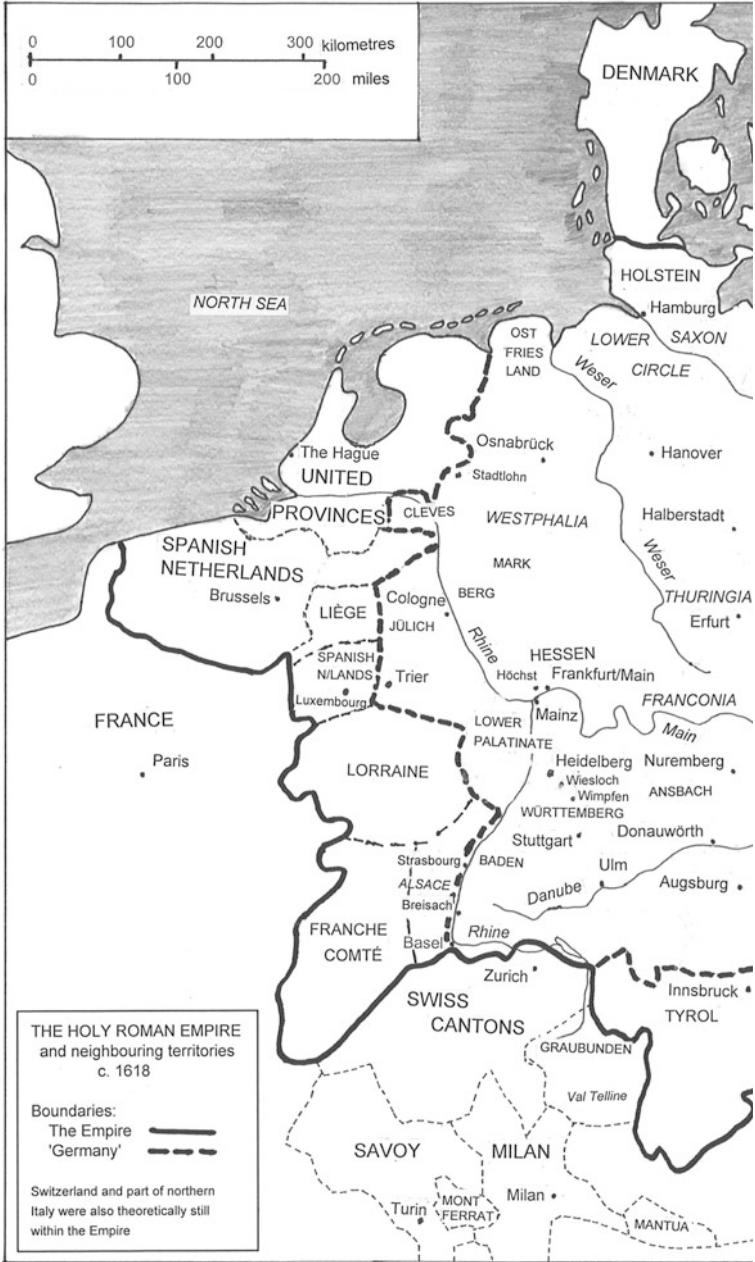 0 100 200 300 kilometres
0 100 200 miles
DENMARK
HOLSTEIN
Hamburg
NORTH SEA
OST
FRIES
LAND
LOWER SAXON
CIRCLE
Weser
The Hague
Osnabrück
Hanover
Stadtlohn
UNITED
PROVINCES
CLEVES
WESTPHALIA
Halberstadt
SPANISH
NETHERLANDS
Weser
MARK
Brussels
Cologne
BERG
THURINGIA
LIÈGE
JÜLICH
Erfurt
Rhine
SPANISH
N/LANDS
HESSEN
Trier
Höchst
Frankfurt/Main
Luxembourg
Mainz
FRANCONIA
FRANCE
LOWER
PALATINATE
Main
Paris
LORRAINE
Heidelberg
Nuremberg
Wiesloch
Wimpfen
ANSBACH
WÜRTTEMBERG
Stuttgart
Donauwörth
Strasbourg
BADEN
ALSACE
Ulm
Breisach
Danube
Augsburg
FRANCHE
COMTÉ
Basel
Rhine
Zurich
Innsbruck
SWISS
CANTONS
TYROL
GRAUBUNDEN
Val Telline
SAVOY
MILAN
MONT
FERRAT
Milan
Turin
MANTUA
THE HOLY ROMAN EMPIRE
and neighbouring territories
c. 1618
Boundaries:
The Empire
'Germany'
Switzerland and part of northern
Italy were also theoretically still
within the Empire